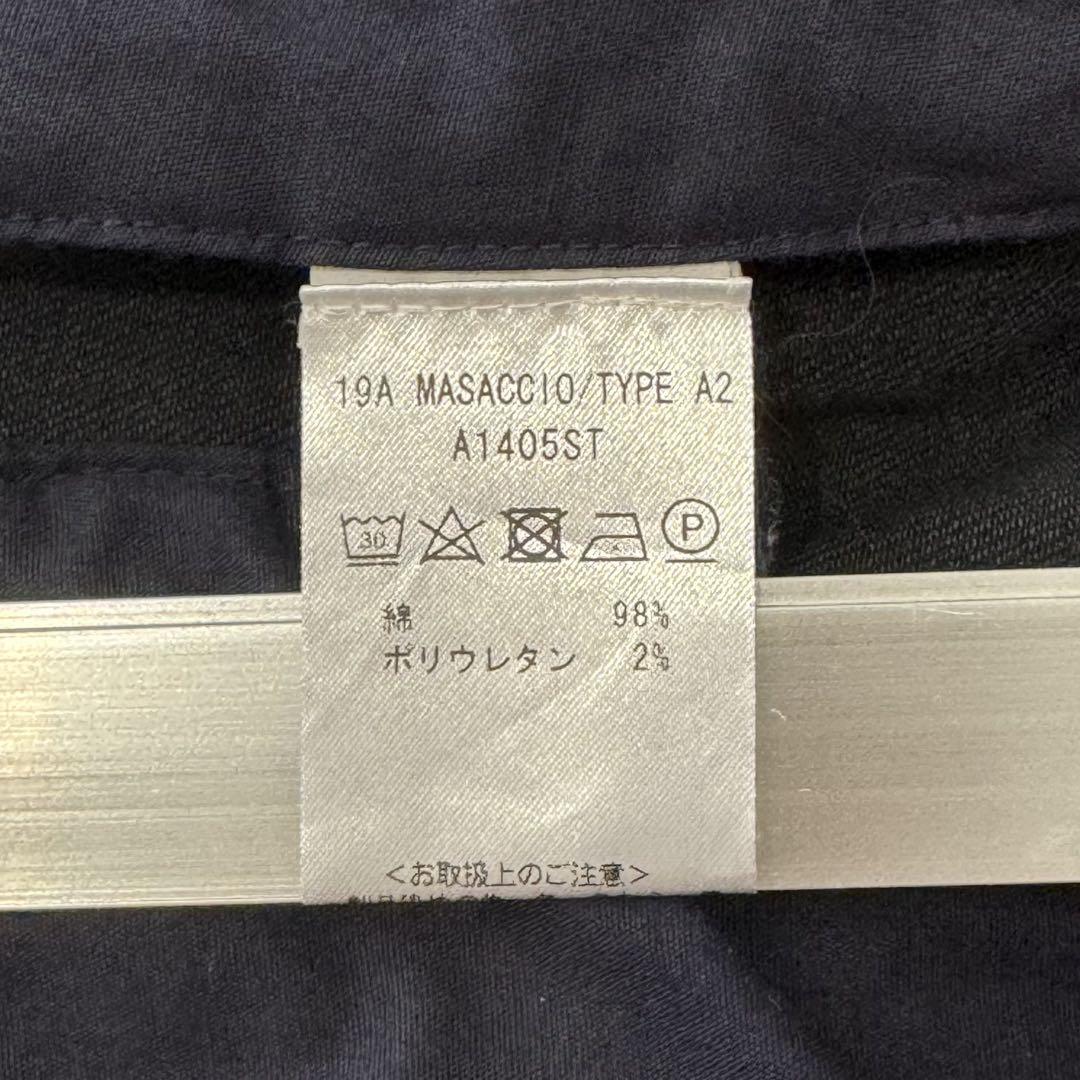 19A MASACCIO/TYPE A2
A1405ST
30 P
綿 98%
ポリウレタン 2%
<お取扱上のご注意>